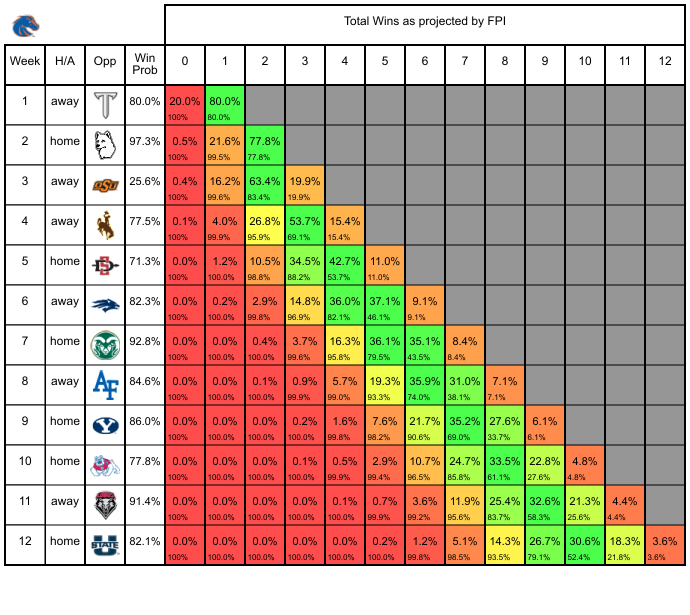 Total Wins as projected by FPI
Week H/A Opp Win Prob 0 1 2 3 4 5 6 7 8 9 10 11 12
1 away T 80.0% 20.0% 80.0%
100% 80.0%
2 home 97.3% 0.5% 21.6% 77.8%
100% 99.5% 77.8%
3 away OSU 25.6% 0.4% 16.2% 63.4% 19.9%
100% 99.6% 83.4% 19.9%
4 away 77.5% 0.1% 4.0% 26.8% 53.7% 15.4%
100% 99.9% 95.9% 69.1% 15.4%
5 home SD 71.3% 0.0% 1.2% 10.5% 34.5% 42.7% 11.0%
100% 100.0% 98.8% 88.2% 53.7% 11.0%
6 away 82.3% 0.0% 0.2% 2.9% 14.8% 36.0% 37.1% 9.1%
100% 100.0% 99.8% 96.9% 82.1% 46.1% 9.1%
7 home 92.8% 0.0% 0.0% 0.4% 3.7% 16.3% 36.1% 35.1% 8.4%
100% 100.0% 100.0% 99.6% 95.8% 79.5% 43.5% 8.4%
8 away AF 84.6% 0.0% 0.0% 0.1% 0.9% 5.7% 19.3% 35.9% 31.0% 7.1%
100% 100.0% 100.0% 99.9% 99.0% 93.3% 74.0% 38.1% 7.1%
9 home Y 86.0% 0.0% 0.0% 0.0% 0.2% 1.6% 7.6% 21.7% 35.2% 27.6% 6.1%
100% 100.0% 100.0% 100.0% 99.8% 98.2% 90.6% 69.0% 33.7% 6.1%
10 home 77.8% 0.0% 0.0% 0.0% 0.1% 0.5% 2.9% 10.7% 24.7% 33.5% 22.8% 4.8%
100% 100.0% 100.0% 100.0% 99.9% 99.4% 96.5% 85.8% 61.1% 27.6% 4.8%
11 away 91.4% 0.0% 0.0% 0.0% 0.0% 0.1% 0.7% 3.6% 11.9% 25.4% 32.6% 21.3% 4.4%
100% 100.0% 100.0% 100.0% 100.0% 99.9% 99.2% 95.6% 83.7% 58.3% 25.6% 4.4%
12 home U STATE 82.1% 0.0% 0.0% 0.0% 0.0% 0.0% 0.2% 1.2% 5.1% 14.3% 26.7% 30.6% 18.3% 3.6%
100% 100.0% 100.0% 100.0% 100.0% 100.0% 99.8% 98.5% 93.5% 79.1% 52.4% 21.8% 3.6%